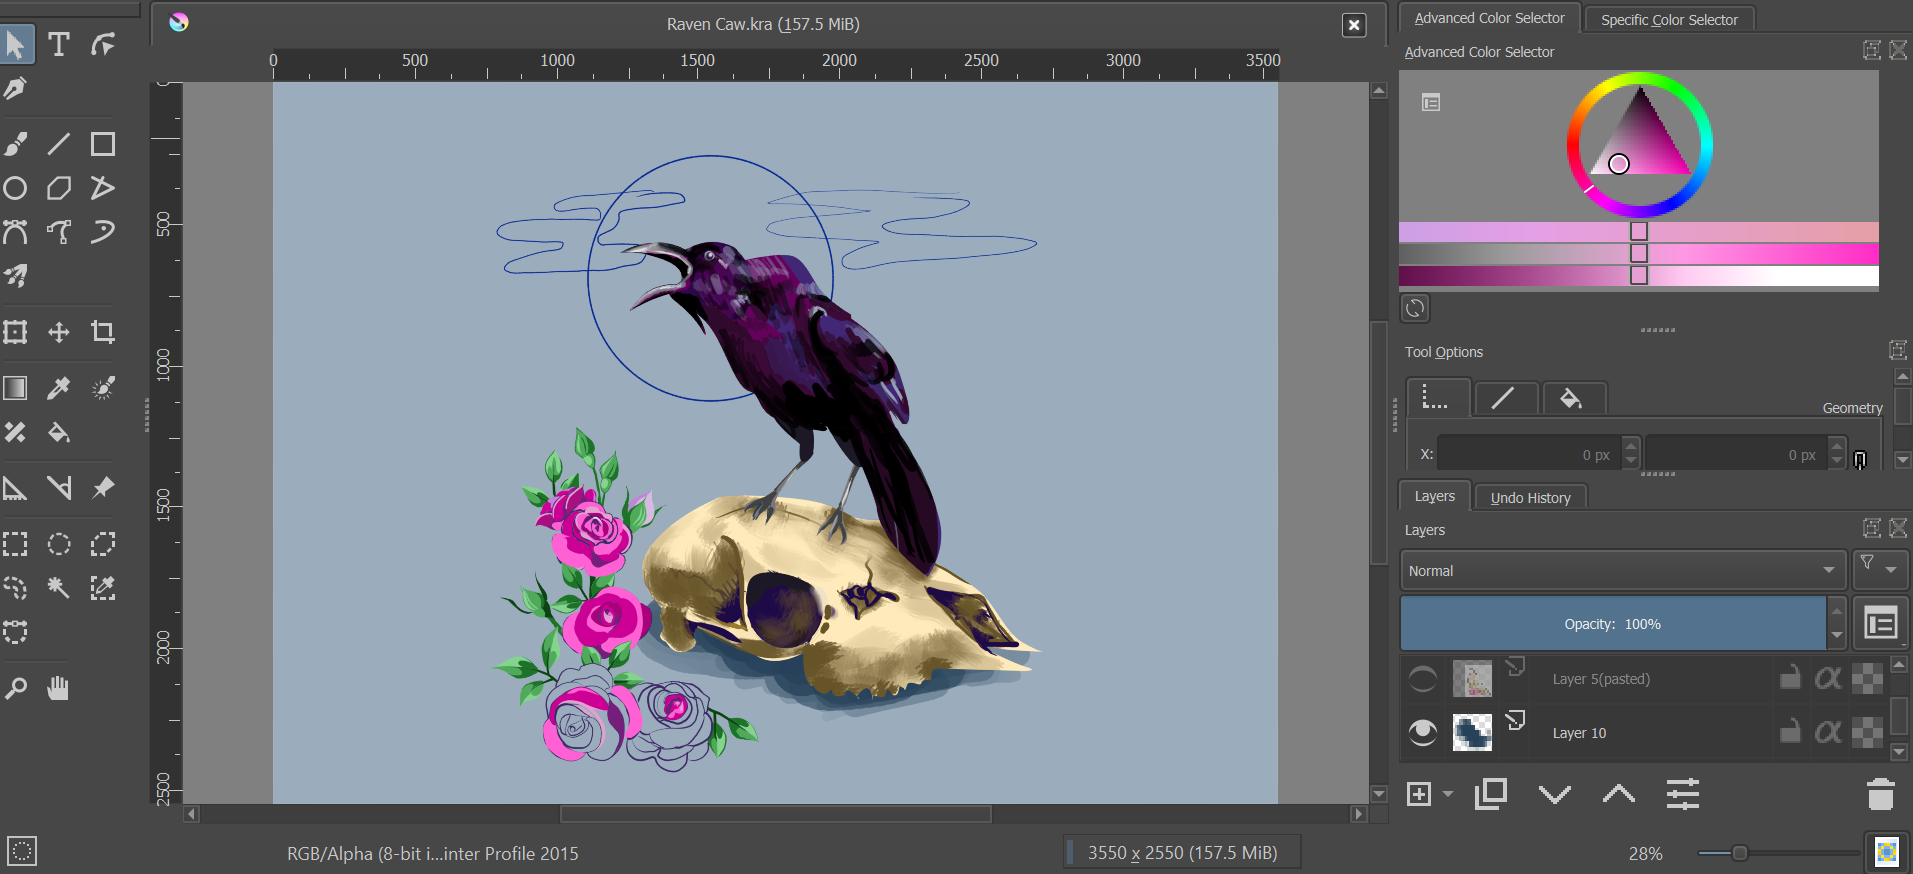 Raven Caw.kra (157.5 MiB)
0 500 1000 1500 2000 2500 3000 3500
0
500
1000
1500
2000
2500
Advanced Color Selector
Specific Color Selector
Advanced Color Selector
Tool Options
Geometry
X: 0 px 0 px
Layers
Undo History
Layers
Normal
Opacity: 100%
Layer 5(pasted)
α
Layer 10
α
RGB/Alpha (8-bit i...inter Profile 2015
3550 x 2550 (157.5 MiB)
28%